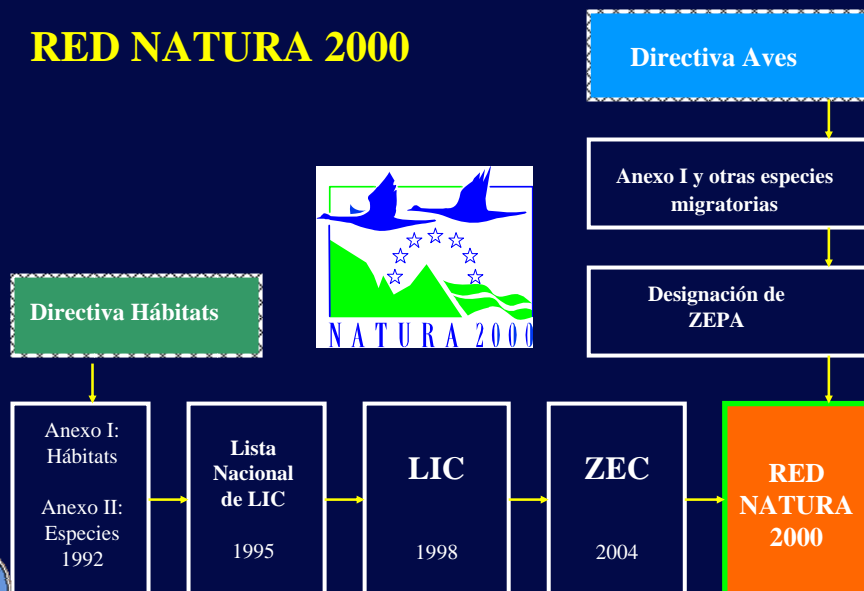 RED NATURA 2000
Directiva Aves
Anexo I y otras especies
migratorias
Designación de
ZEPA
NATURA 2000
Directiva Hábitats
Anexo I:
Hábitats
Anexo II:
Especies
1992
Lista
Nacional
de LIC
1995
LIC
1998
ZEC
2004
RED
NATURA
2000